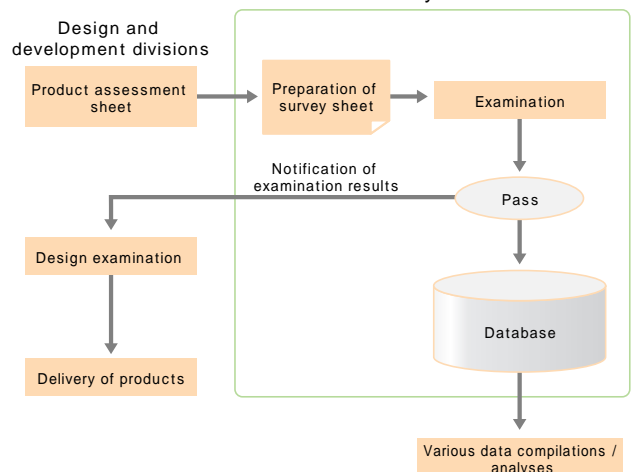 Design and
development divisions
Product assessment
sheet
Preparation of
survey sheet
Examination
Notification of
examination results
Pass
Design examination
Database
Delivery of products
Various data compilations /
analyses